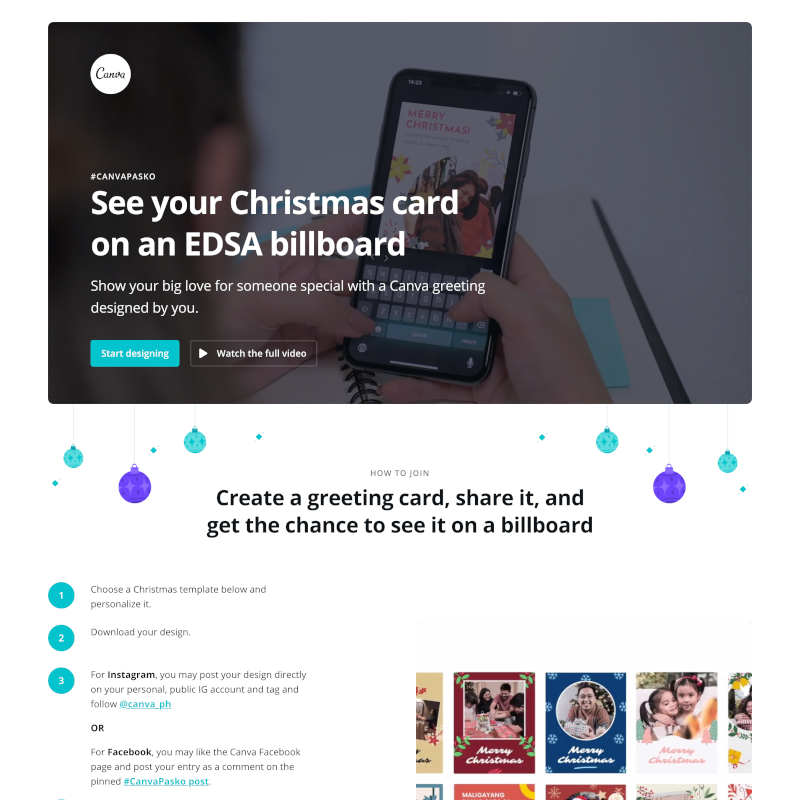 Canva
14:23
MERRY
CHRISTMAS!
#CANVAPASKO
See your Christmas card
on an EDSA billboard
Show your big love for someone special with a Canva greeting
designed by you.
Start designing
Watch the full video
HOW TO JOIN
Create a greeting card, share it, and
get the chance to see it on a billboard
1
Choose a Christmas template below and
personalize it.
2
Download your design.
3
For Instagram, you may post your design directly
on your personal, public IG account and tag and
follow @canva_ph
OR
For Facebook, you may like the Canva Facebook
page and post your entry as a comment on the
pinned #CanvaPasko post.
Merry
Christmas
Merry
Christmas
Merry
Christmas
MALIGAYANG